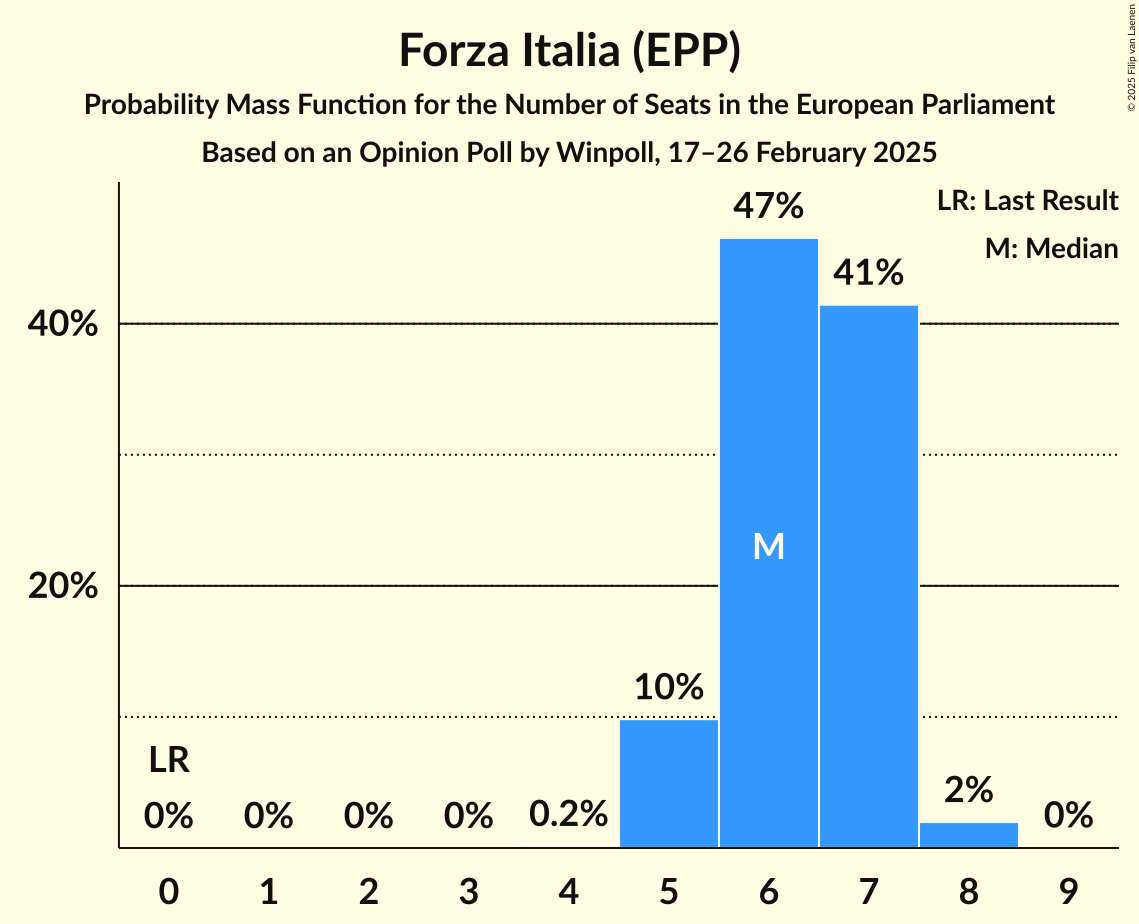 Forza Italia (EPP)
Probability Mass Function for the Number of Seats in the European Parliament
Based on an Opinion Poll by Winpoll, 17–26 February 2025
© 2025 Filip van Laenen
LR: Last Result
M: Median
47%
41%
40%
M
20%
10%
LR
2%
0%
0%
0%
0%
0.2%
0%
0 1 2 3 4 5 6 7 8 9